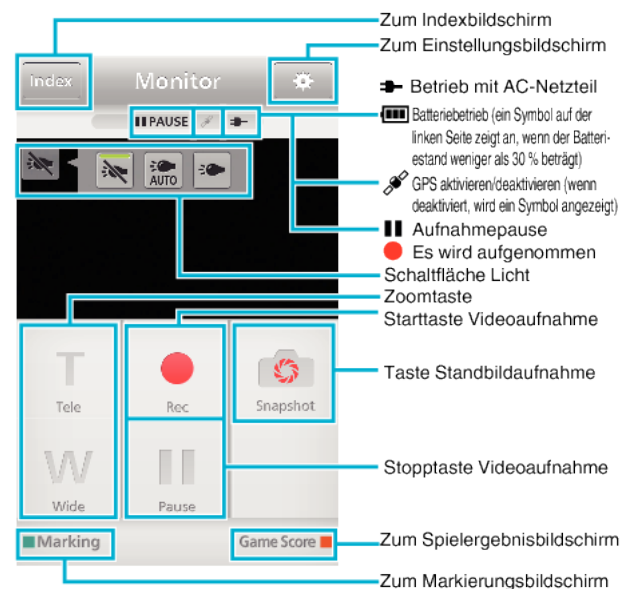 Zum Indexbildschirm
Zum Einstellungsbildschirm
Index
Monitor
Betrieb mit AC-Netzteil
PAUSE
Batteriebetrieb (ein Symbol auf der
linken Seite zeigt an, wenn der Batteri-
estand weniger als 30 % beträgt)
AUTO
GPS aktivieren/deaktivieren (wenn
deaktiviert, wird ein Symbol angezeigt)
Aufnahmepause
Es wird aufgenommen
Schaltfläche Licht
Zoomtaste
Starttaste Videoaufnahme
T
Tele
Rec
Snapshot
Taste Standbildaufnahme
W
Wide
Pause
Stopptaste Videoaufnahme
Marking
Game Score
Zum Spielergebnisbildschirm
Zum Markierungsbildschirm